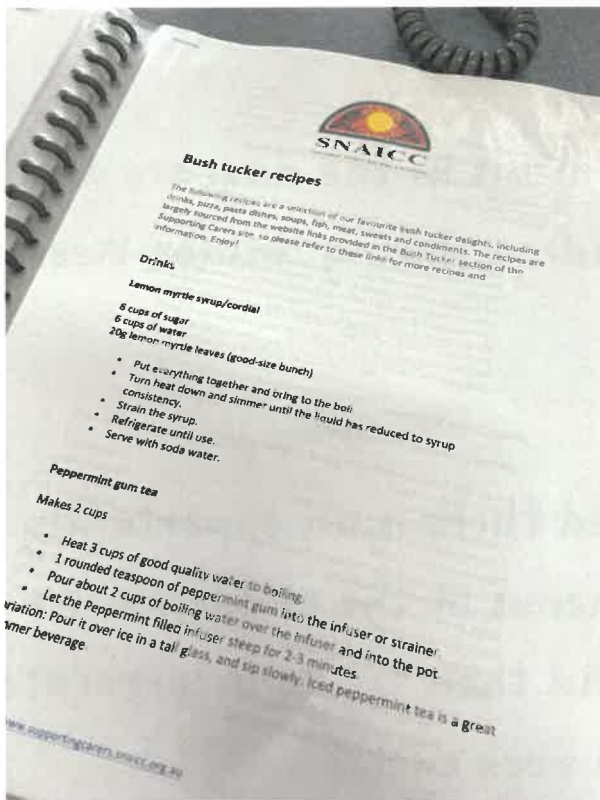 SNAICC
Bush tucker recipes
The following recipes are a selection of our favourite bush tucker delights, including
drinks, pizza, pasta dishes, soups, fish, meat, sweets and condiments. The recipes are
largely sourced from the website links provided in the Bush Tucker section of the
Supporting Carers site, so please refer to these links for more recipes and
information. Enjoy!
Drinks
Lemon myrtle syrup/cordial
6 cups of sugar
6 cups of water
20g lemon myrtle leaves (good-size bunch)
• Put everything together and bring to the boil
• Turn heat down and simmer until the liquid has reduced to syrup
consistency.
• Strain the syrup.
• Refrigerate until use.
• Serve with soda water.
Peppermint gum tea
Makes 2 cups
• Heat 3 cups of good quality water to boiling.
• 1 rounded teaspoon of peppermint gum into the infuser or strainer
• Pour about 2 cups of boiling water over the infuser and into the pot
• Let the Peppermint filled infuser steep for 2-3 minutes.
riation: Pour it over ice in a tall glass, and sip slowly. Iced peppermint tea is a great
mer beverage
www.supportingcarers.snaicc.org.au